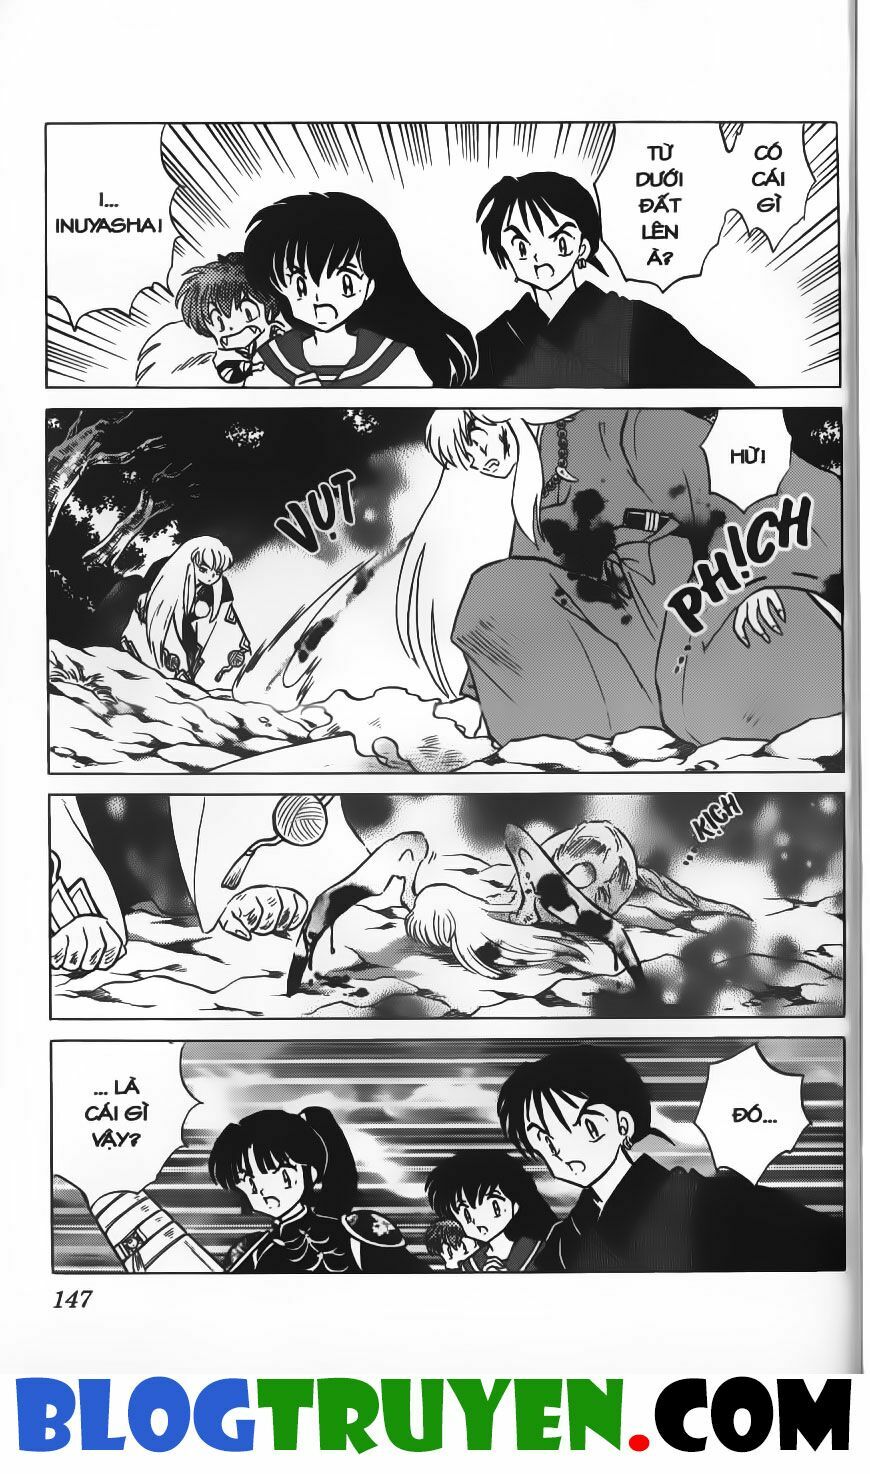 CÓ
CÁI
GÌ
TỪ
DƯỚI
ĐẤT
LÊN
À?
I...
INUYASHA!
HỪ!
PHỊCH
VỤT
KỊCH
ĐÓ...
... LÀ
CÁI GÌ
VẬY?
147
BLOGTRUYEN.COM